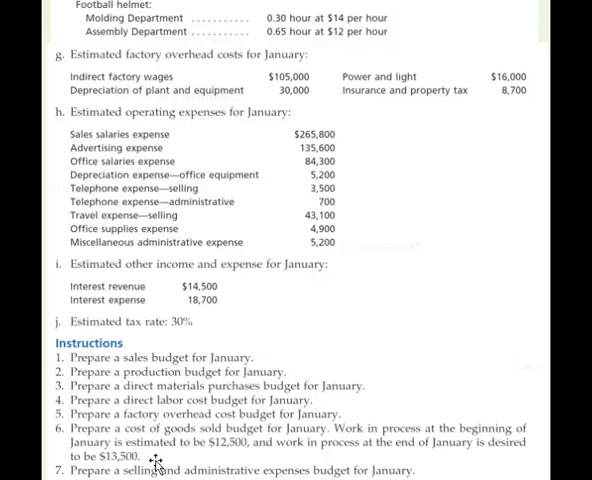 Football helmet:
Molding Department ........... 0.30 hour at $14 per hour
Assembly Department .......... 0.65 hour at $12 per hour
g. Estimated factory overhead costs for January:
Indirect factory wages $105,000 Power and light $16,000
Depreciation of plant and equipment 30,000 Insurance and property tax 8,700
h. Estimated operating expenses for January:
Sales salaries expense $265,800
Advertising expense 135,600
Office salaries expense 84,300
Depreciation expense—office equipment 5,200
Telephone expense—selling 3,500
Telephone expense—administrative 700
Travel expense—selling 43,100
Office supplies expense 4,900
Miscellaneous administrative expense 5,200
i. Estimated other income and expense for January:
Interest revenue $14,500
Interest expense 18,700
j. Estimated tax rate: 30%
Instructions
1. Prepare a sales budget for January.
2. Prepare a production budget for January.
3. Prepare a direct materials purchases budget for January.
4. Prepare a direct labor cost budget for January.
5. Prepare a factory overhead cost budget for January.
6. Prepare a cost of goods sold budget for January. Work in process at the beginning of
January is estimated to be $12,500, and work in process at the end of January is desired
to be $13,500.
7. Prepare a selling and administrative expenses budget for January.